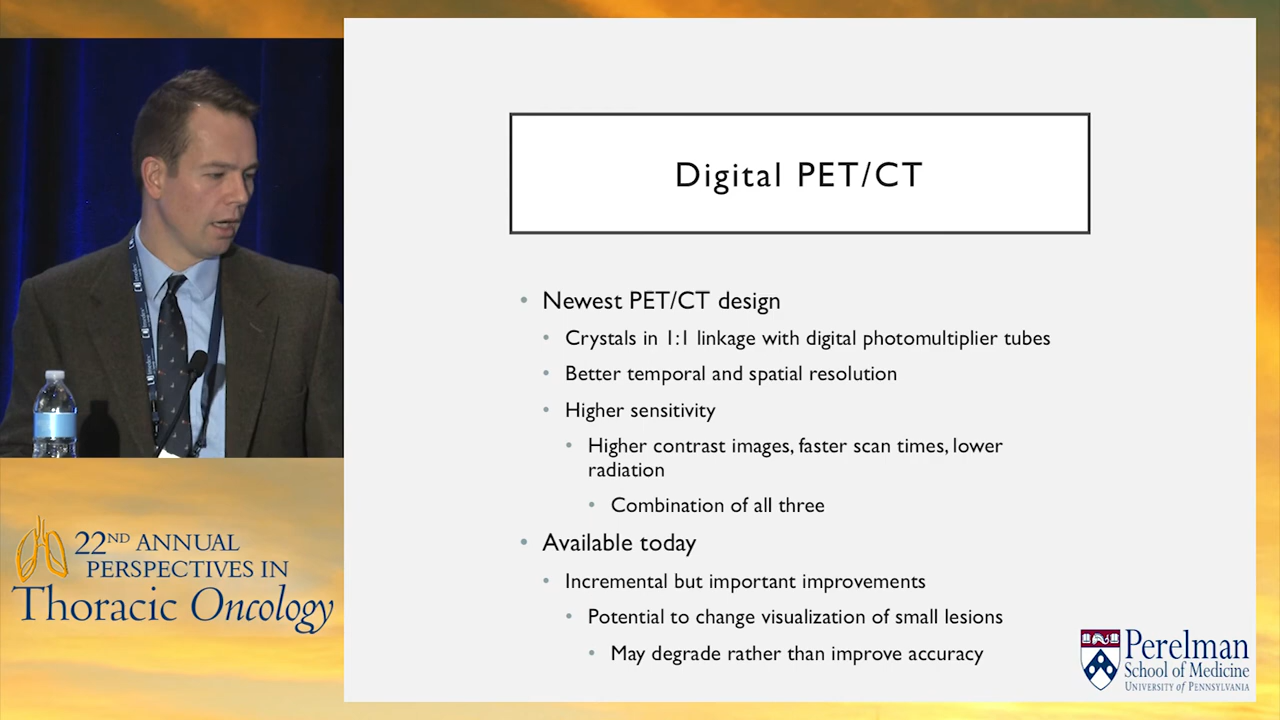 Digital PET/CT
• Newest PET/CT design
• Crystals in 1:1 linkage with digital photomultiplier tubes
• Better temporal and spatial resolution
• Higher sensitivity
• Higher contrast images, faster scan times, lower
radiation
• Combination of all three
• Available today
• Incremental but important improvements
• Potential to change visualization of small lesions
• May degrade rather than improve accuracy
22ND ANNUAL
PERSPECTIVES IN
Thoracic Oncology
Perelman
School of Medicine
UNIVERSITY of PENNSYLVANIA